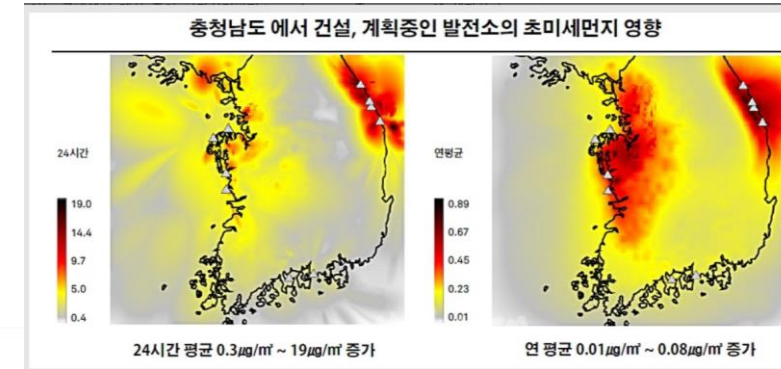 충청남도 에서 건설, 계획중인 발전소의 초미세먼지 영향
24시간
19.0
14.4
9.7
5.0
0.4
연평균
0.89
0.67
0.45
0.23
0.01
24시간 평균 0.3㎍/㎥ ~ 19㎍/㎥ 증가
연 평균 0.01㎍/㎥ ~ 0.08㎍/㎥ 증가